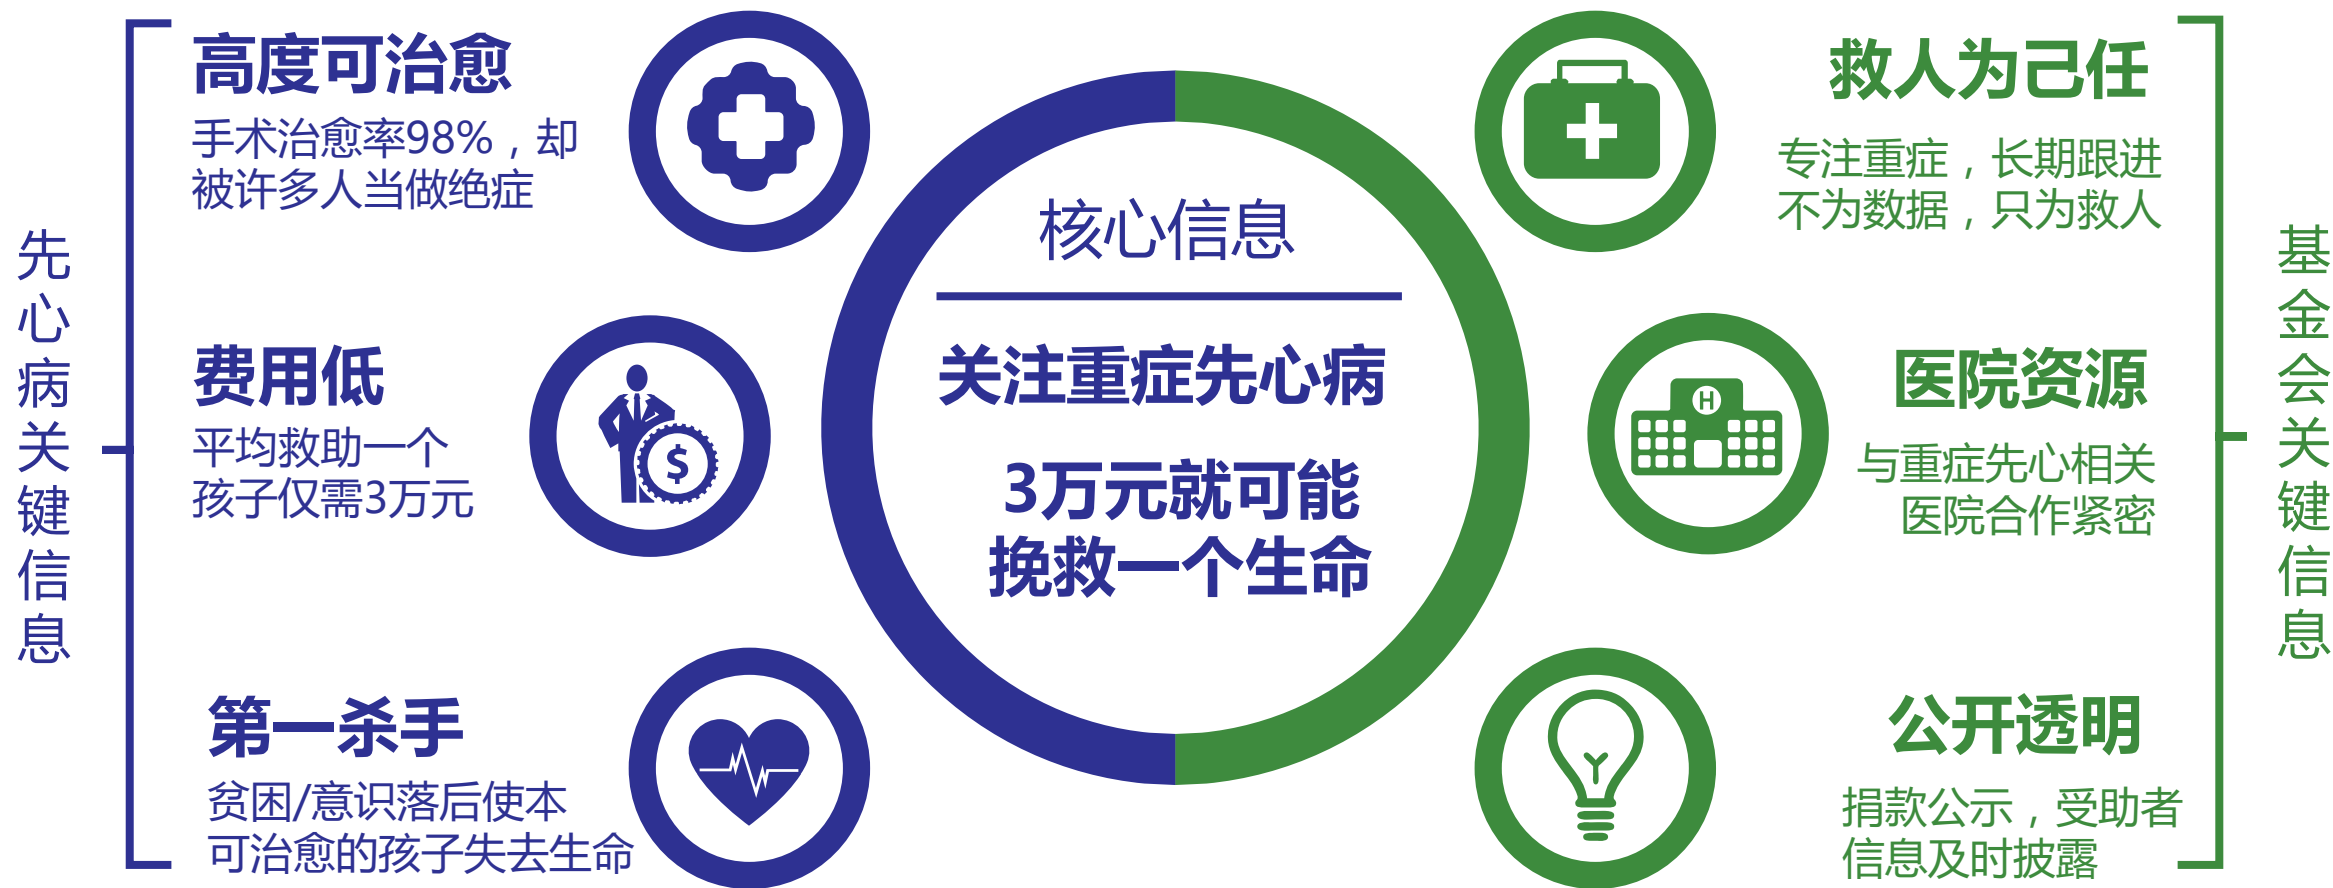 先心病关键信息
高度可治愈
手术治愈率98%，却
被许多人当做绝症
费用低
平均救助一个
孩子仅需3万元
第一杀手
贫困/意识落后使本
可治愈的孩子失去生命
核心信息
关注重症先心病
3万元就可能
挽救一个生命
救人为己任
专注重症，长期跟进
不为数据，只为救人
医院资源
与重症先心相关
医院合作紧密
公开透明
捐款公示，受助者
信息及时披露
基金会关键信息
$
H